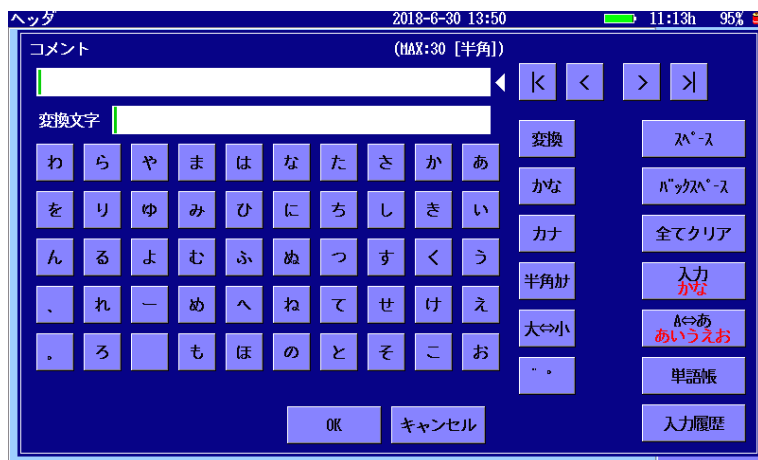 ヘッダ 2018-6-30 13:50 11:13h 95%
コメント (MAX:30 [半角])
|< < > >|
変換文字
変換 ｽﾍﾟｰｽ
わ ら や ま は な た さ か あ
かな ﾊﾞｯｸｽﾍﾟｰｽ
を り ゆ み ひ に ち し き い
カナ 全てクリア
ん る よ む ふ ぬ つ す く う
半角ｶﾅ 入力
かな
、 れ ー め へ ね て せ け え
大⇔小 A⇔あ
あいうえお
。 ろ も ほ の と そ こ お
゛゜ 単語帳
OK キャンセル 入力履歴